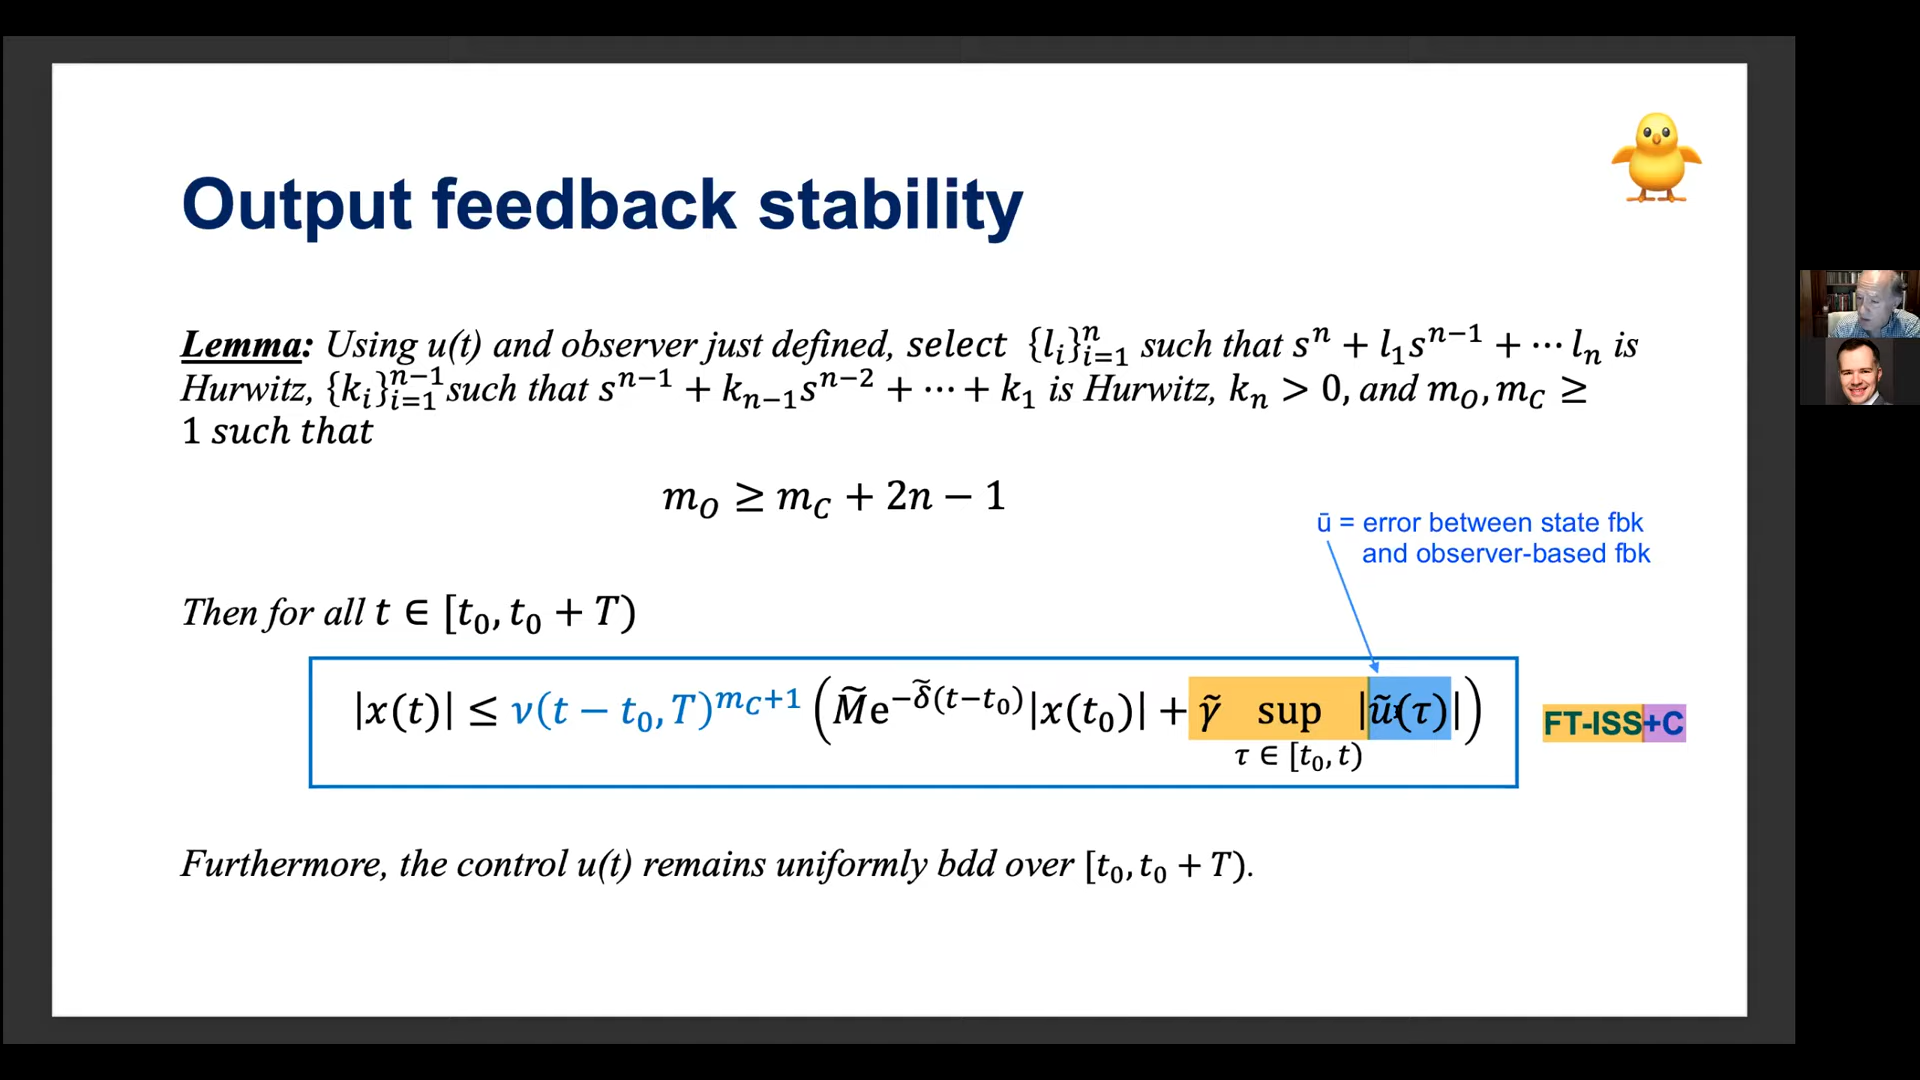 Output feedback stability
Lemma: Using u(t) and observer just defined, select {l_i}_{i=1}^{n} such that s^n + l_1 s^{n−1} + ⋯ l_n is
Hurwitz, {k_i}_{i=1}^{n−1} such that s^{n−1} + k_{n−1} s^{n−2} + ⋯ + k_1 is Hurwitz, k_n > 0, and m_O, m_C ≥
1 such that
m_O ≥ m_C + 2n − 1
ū = error between state fbk
and observer-based fbk
Then for all t ∈ [t_0, t_0 + T)
|x(t)| ≤ ν(t − t_0, T)^{m_C+1} (M̃e^{−δ̃(t−t_0)}|x(t_0)| + γ̃ sup |ũ(τ)|)
τ ∈ [t_0, t)
FT-ISS+C
Furthermore, the control u(t) remains uniformly bdd over [t_0, t_0 + T).